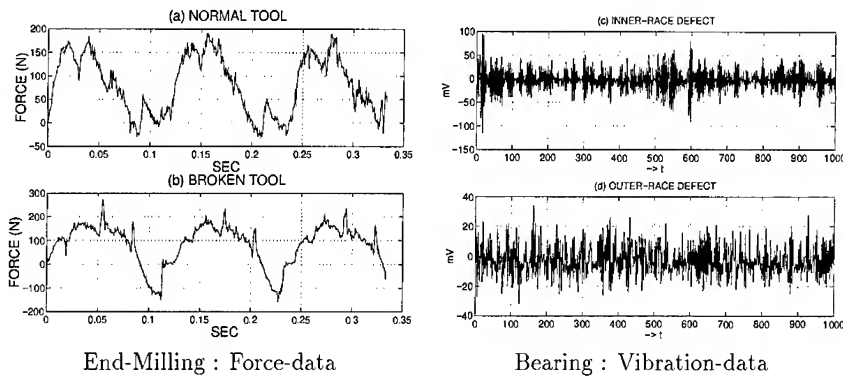 (a) NORMAL TOOL
200
150
100
50
0
-50
FORCE (N)
0 0.05 0.1 0.15 0.2 0.25 0.3 0.35
SEC
(b) BROKEN TOOL
300
200
100
0
-100
-200
FORCE (N)
0 0.05 0.1 0.15 0.2 0.25 0.3 0.35
SEC
End-Milling : Force-data
(c) INNER-RACE DEFECT
100
50
0
-50
-100
-150
mV
0 100 200 300 400 500 600 700 800 900 1000
-> t
(d) OUTER-RACE DEFECT
40
20
0
-20
-40
mV
0 100 200 300 400 500 600 700 800 900 1000
-> t
Bearing : Vibration-data